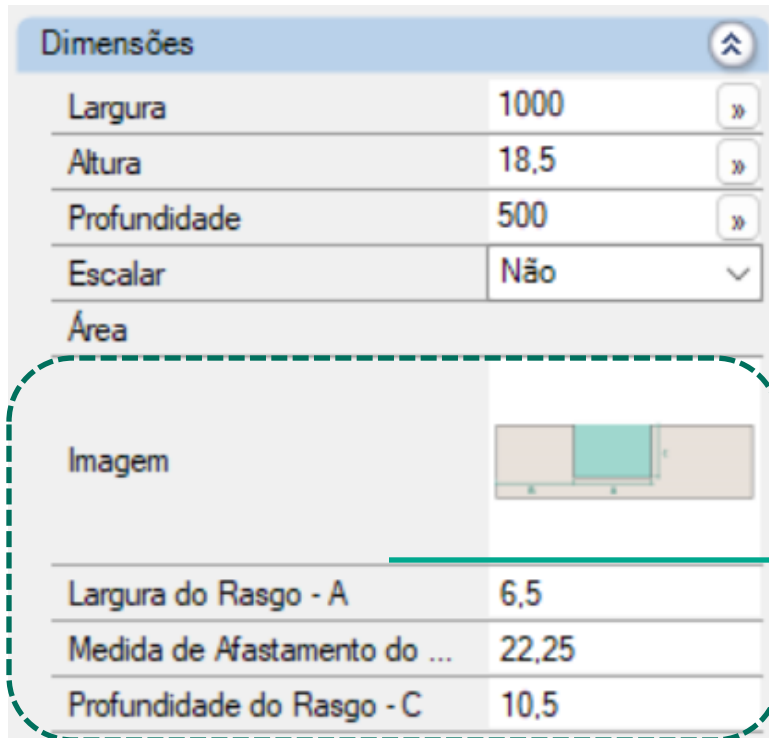 Dimensões
Largura 1000 »
Altura 18,5 »
Profundidade 500 »
Escalar Não
Área
Imagem
Largura do Rasgo - A 6,5
Medida de Afastamento do ... 22,25
Profundidade do Rasgo - C 10,5